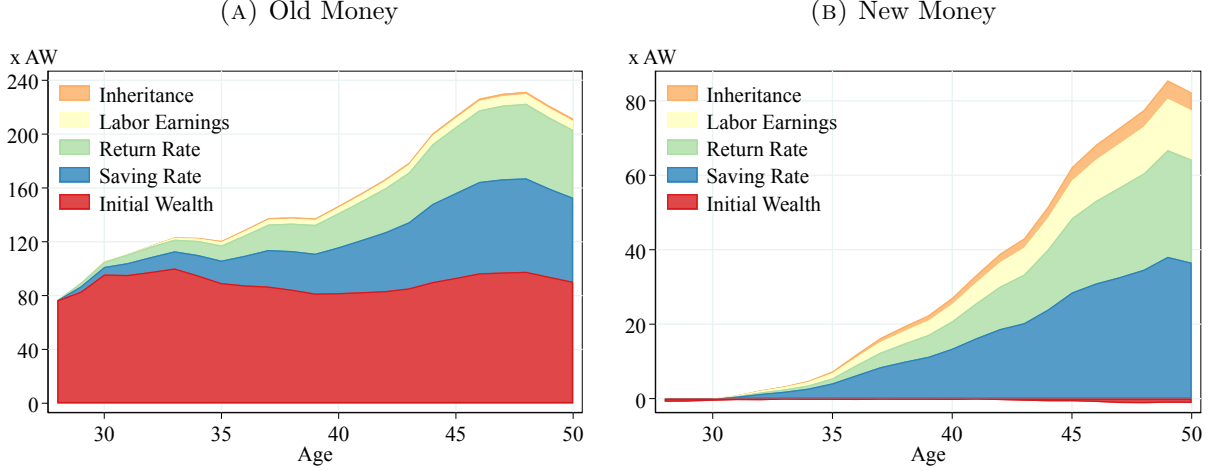 (A) Old Money
x AW
240
200
160
120
80
40
0
Inheritance
Labor Earnings
Return Rate
Saving Rate
Initial Wealth
30
35
40
45
50
Age
(B) New Money
x AW
80
60
40
20
0
Inheritance
Labor Earnings
Return Rate
Saving Rate
Initial Wealth
30
35
40
45
50
Age